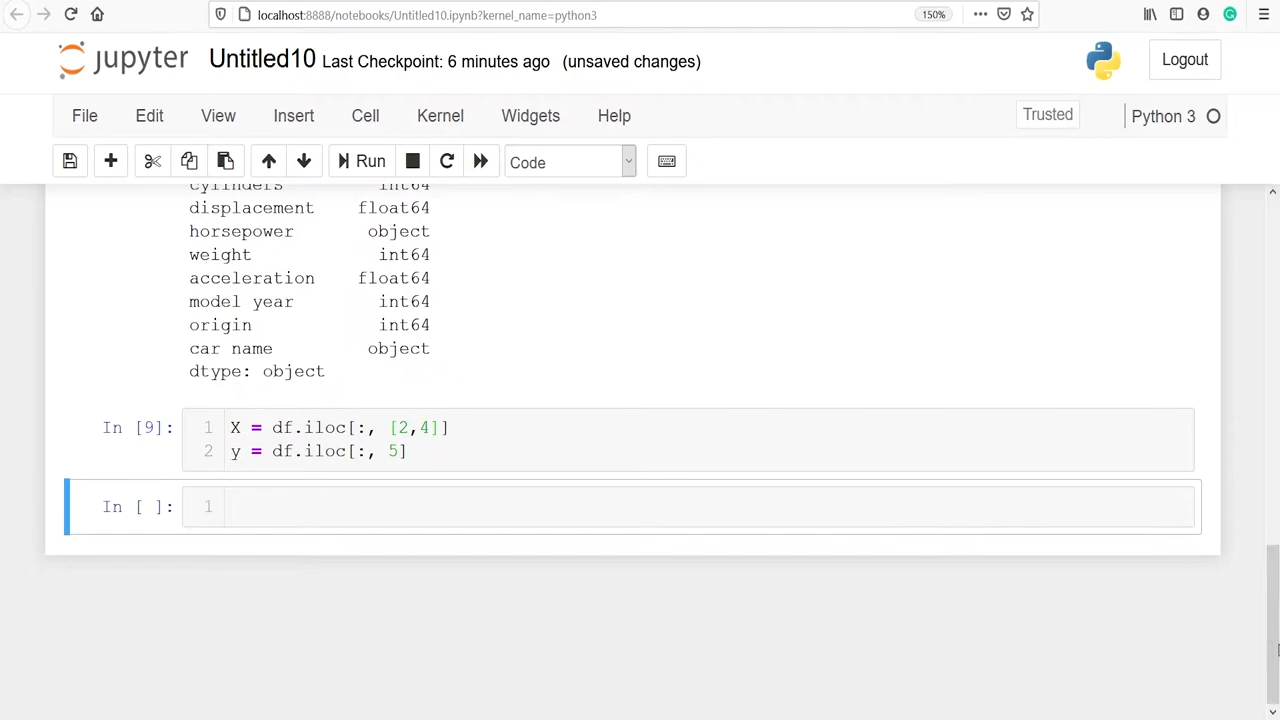 localhost:8888/notebooks/Untitled10.ipynb?kernel_name=python3 150%
jupyter Untitled10 Last Checkpoint: 6 minutes ago (unsaved changes) Logout
File Edit View Insert Cell Kernel Widgets Help Trusted Python 3
Run Code
cylinders int64
displacement float64
horsepower object
weight int64
acceleration float64
model year int64
origin int64
car name object
dtype: object
In [9]: 1 X = df.iloc[:, [2,4]]
2 y = df.iloc[:, 5]
In [ ]: 1